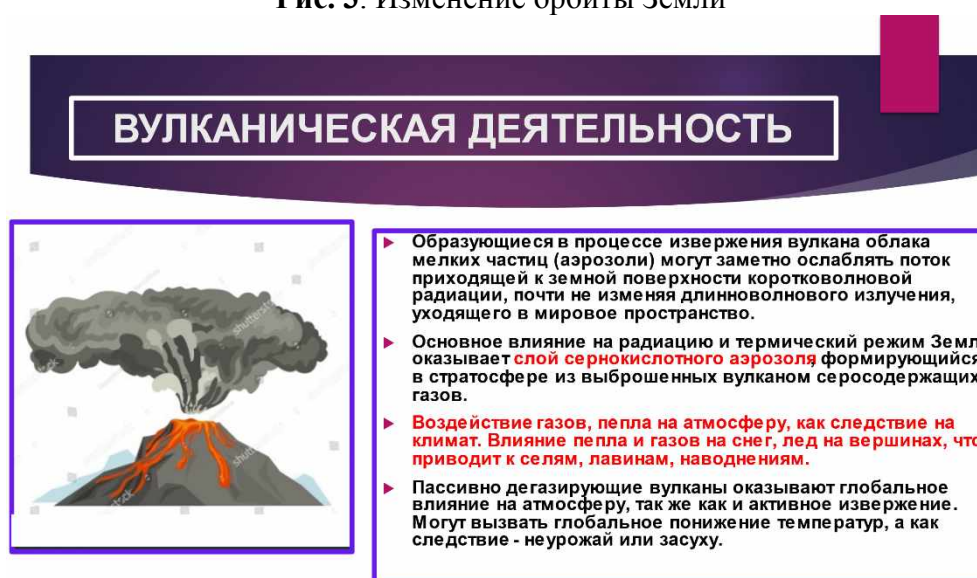 Рис. 3. Изменение орбиты Земли
ВУЛКАНИЧЕСКАЯ ДЕЯТЕЛЬНОСТЬ
Образующиеся в процессе извержения вулкана облака
мелких частиц (аэрозоли) могут заметно ослаблять поток
приходящей к земной поверхности коротковолновой
радиации, почти не изменяя длинноволнового излучения,
уходящего в мировое пространство.
Основное влияние на радиацию и термический режим Земл
оказывает слой сернокислотного аэрозоля, формирующийся
в стратосфере из выброшенных вулканом серосодержащих
газов.
Воздействие газов, пепла на атмосферу, как следствие на
климат. Влияние пепла и газов на снег, лед на вершинах, что
приводит к селям, лавинам, наводнениям.
Пассивно дегазирующие вулканы оказывают глобальное
влияние на атмосферу, так же как и активное извержение.
Могут вызвать глобальное понижение температур, а как
следствие - неурожай или засуху.